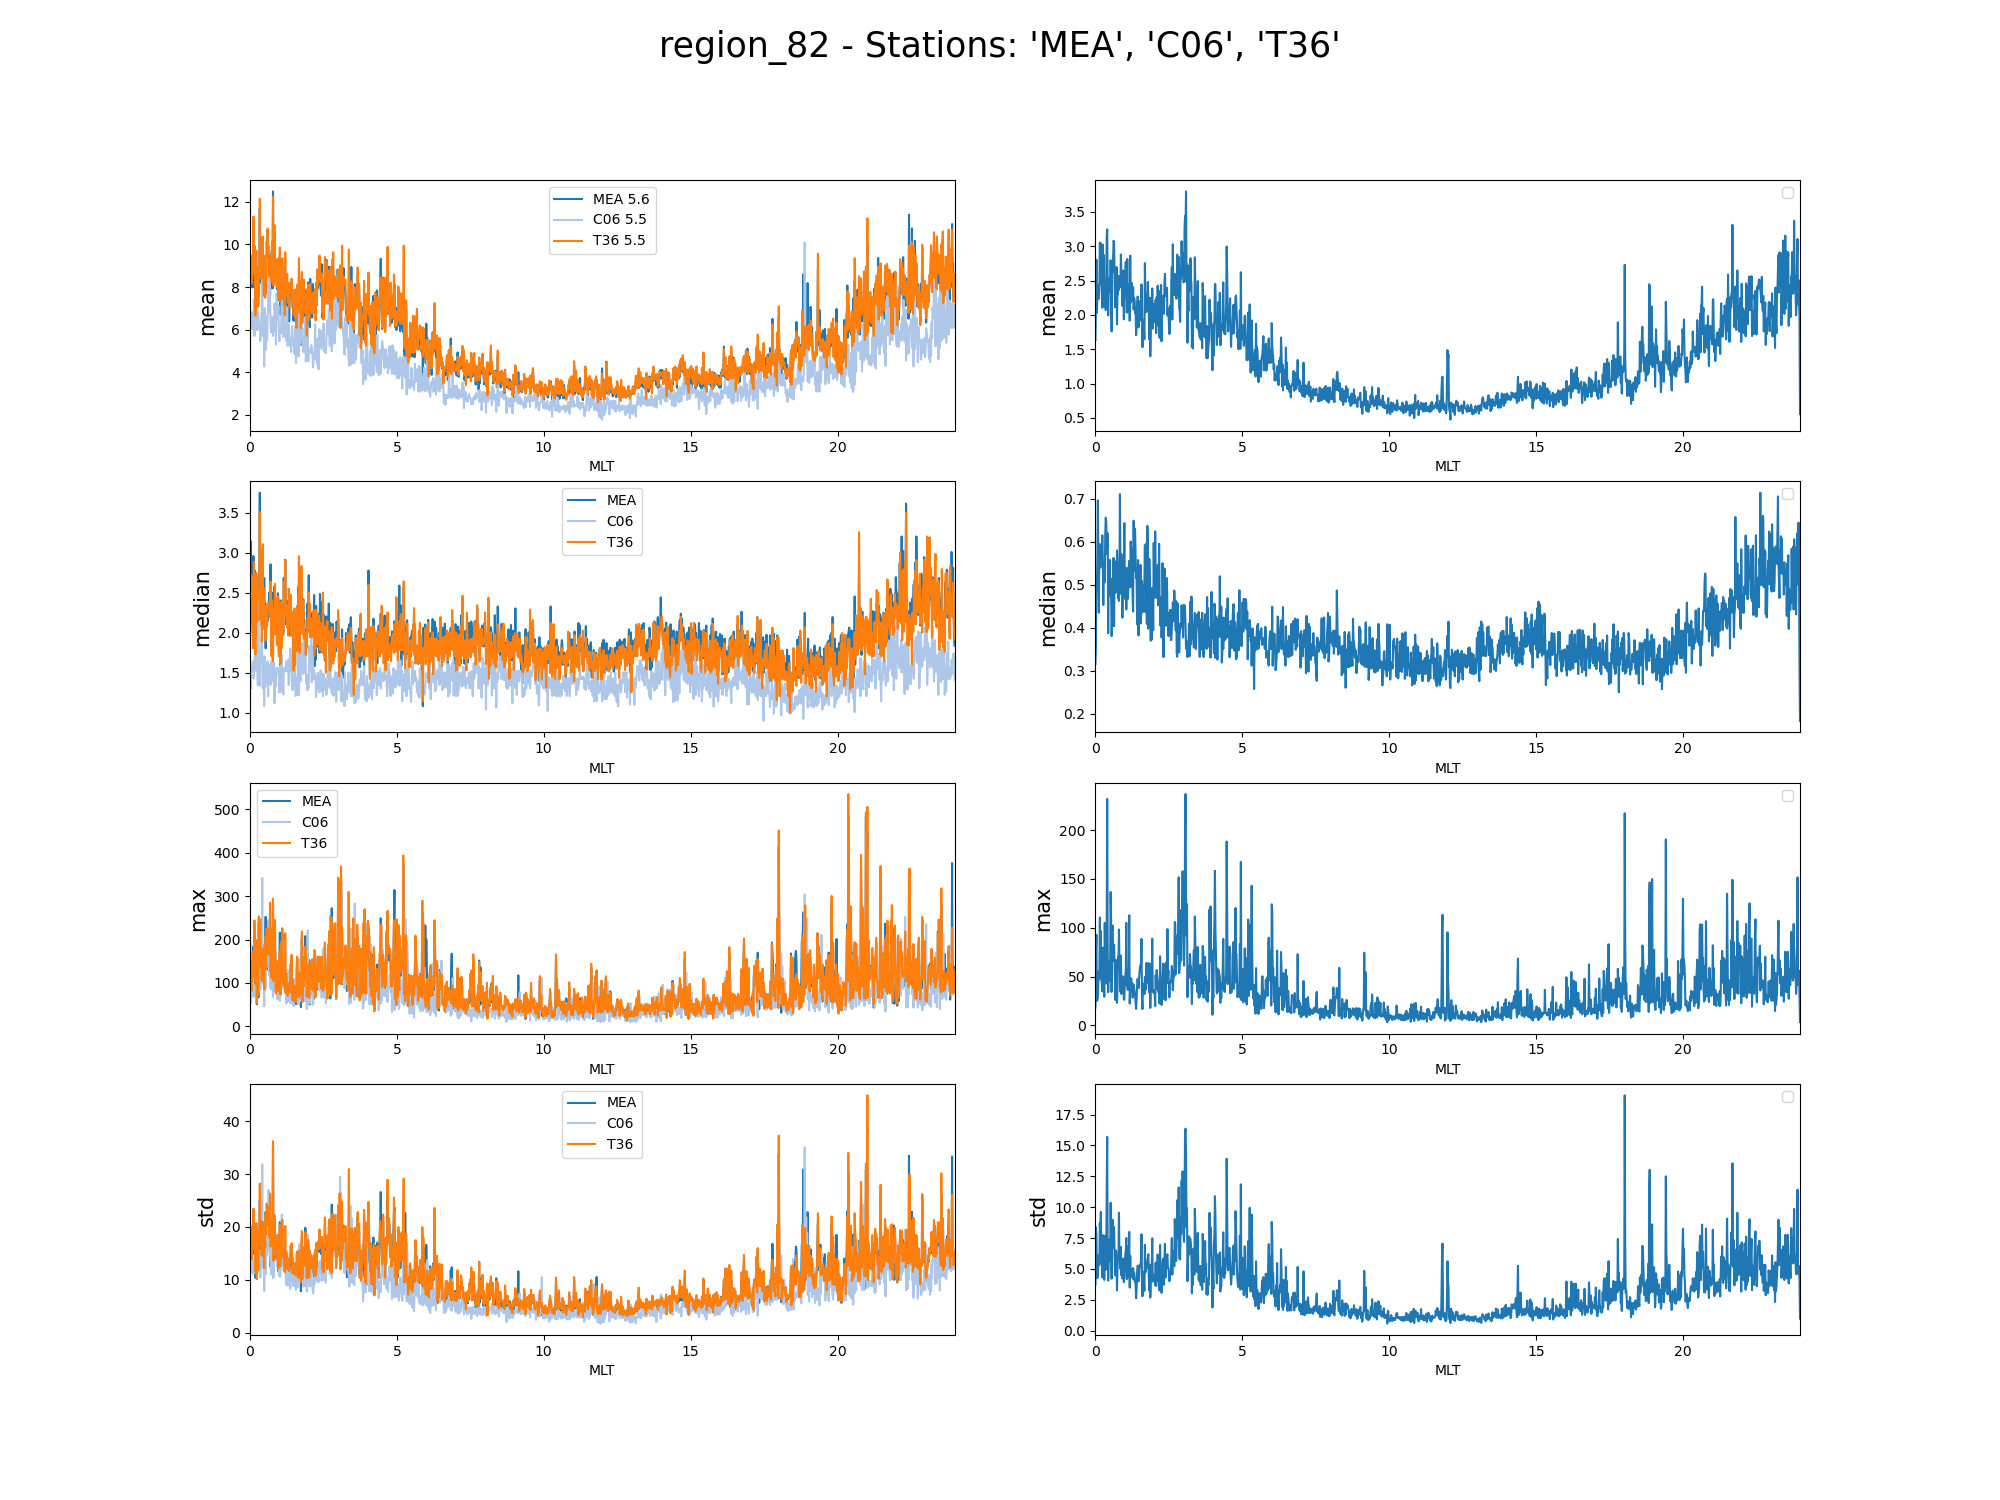 region_82 - Stations: 'MEA', 'C06', 'T36'
mean
12
10
8
6
4
2
MEA 5.6
C06 5.5
T36 5.5
0 5 10 15 20
MLT
mean
3.5
3.0
2.5
2.0
1.5
1.0
0.5
0 5 10 15 20
MLT
median
3.5
3.0
2.5
2.0
1.5
1.0
MEA
C06
T36
0 5 10 15 20
MLT
median
0.7
0.6
0.5
0.4
0.3
0.2
0 5 10 15 20
MLT
max
500
400
300
200
100
0
MEA
C06
T36
0 5 10 15 20
MLT
max
200
150
100
50
0
0 5 10 15 20
MLT
std
40
30
20
10
0
MEA
C06
T36
0 5 10 15 20
MLT
std
17.5
15.0
12.5
10.0
7.5
5.0
2.5
0.0
0 5 10 15 20
MLT